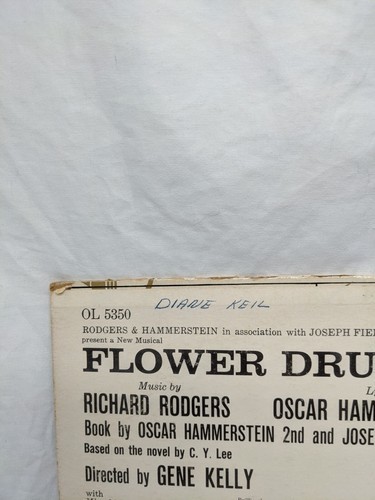 DIANE KEIL
OL 5350
RODGERS & HAMMERSTEIN in association with JOSEPH FIE
present a New Musical
FLOWER DRU
Music by
RICHARD RODGERS OSCAR HAM
Book by OSCAR HAMMERSTEIN 2nd and JOSE
Based on the novel by C. Y. Lee
Directed by GENE KELLY
with